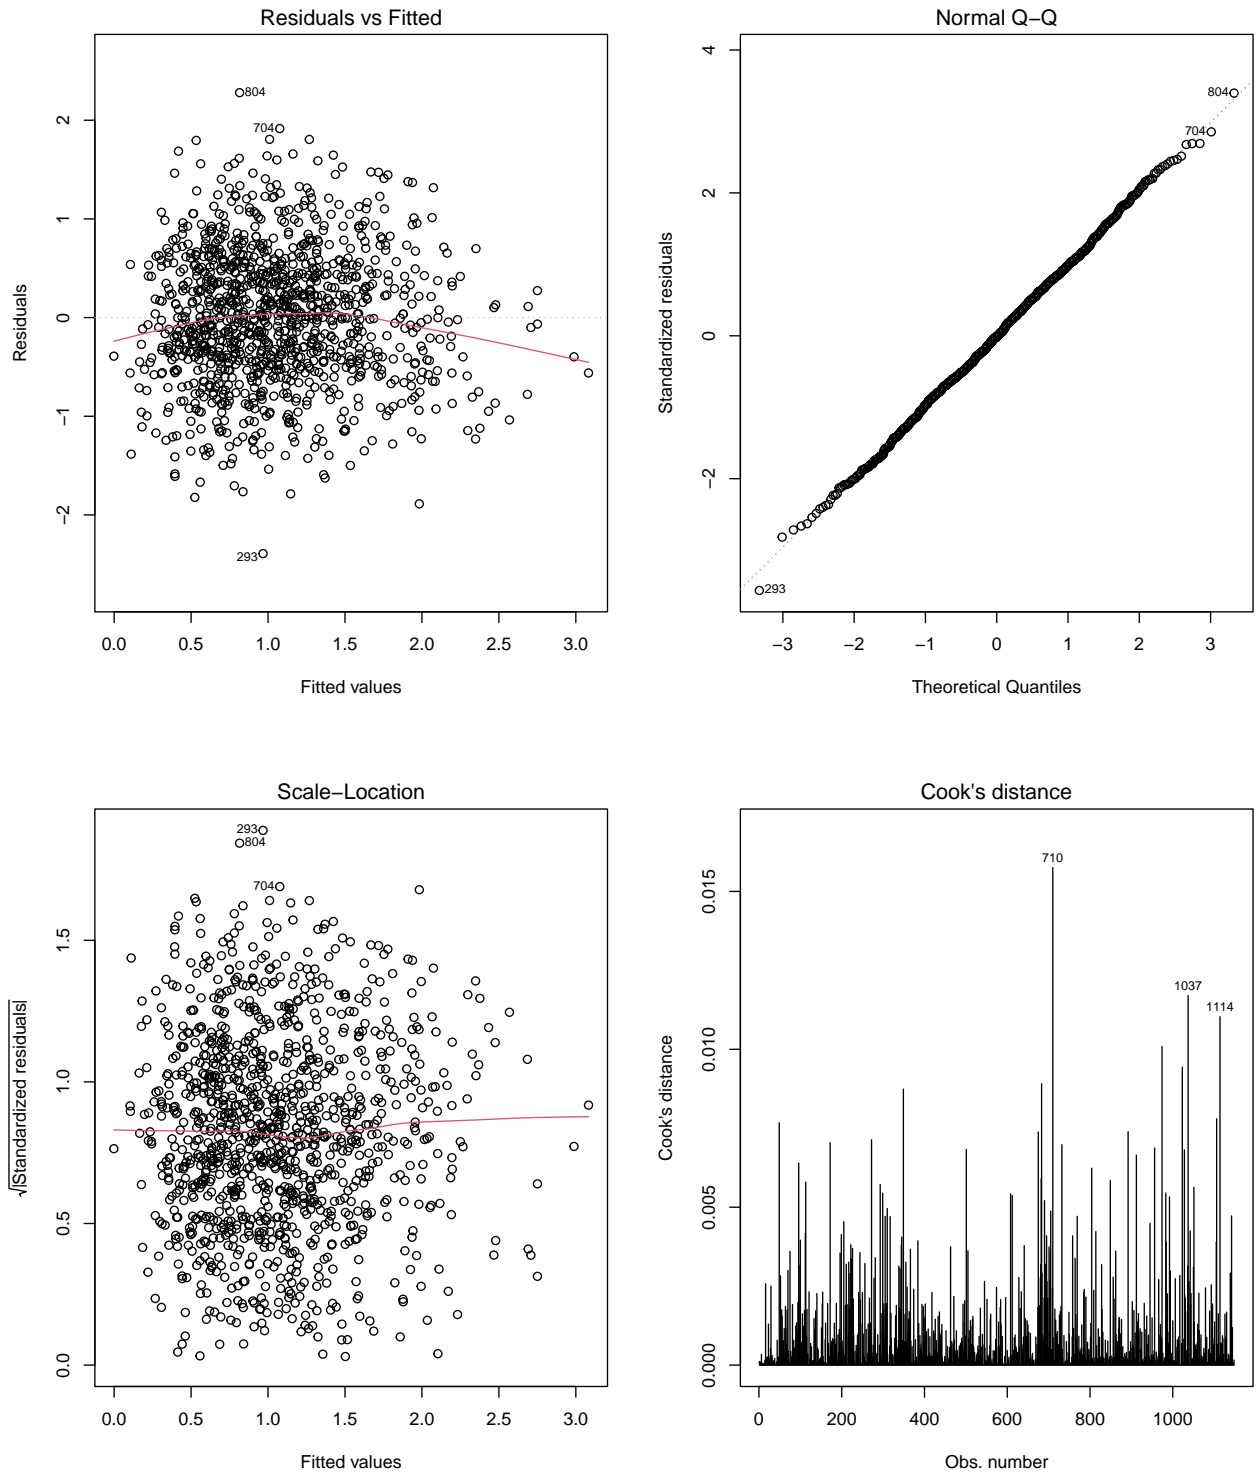 Residuals vs Fitted
Residuals
2
1
0
−1
−2
804
704
293
0.0 0.5 1.0 1.5 2.0 2.5 3.0
Fitted values
Normal Q−Q
Standardized residuals
4
2
0
−2
804
704
293
−3 −2 −1 0 1 2 3
Theoretical Quantiles
Scale−Location
√|Standardized residuals|
1.5
1.0
0.5
0.0
293
804
704
0.0 0.5 1.0 1.5 2.0 2.5 3.0
Fitted values
Cook's distance
Cook's distance
0.015
0.010
0.005
0.000
710
1037
1114
0 200 400 600 800 1000
Obs. number